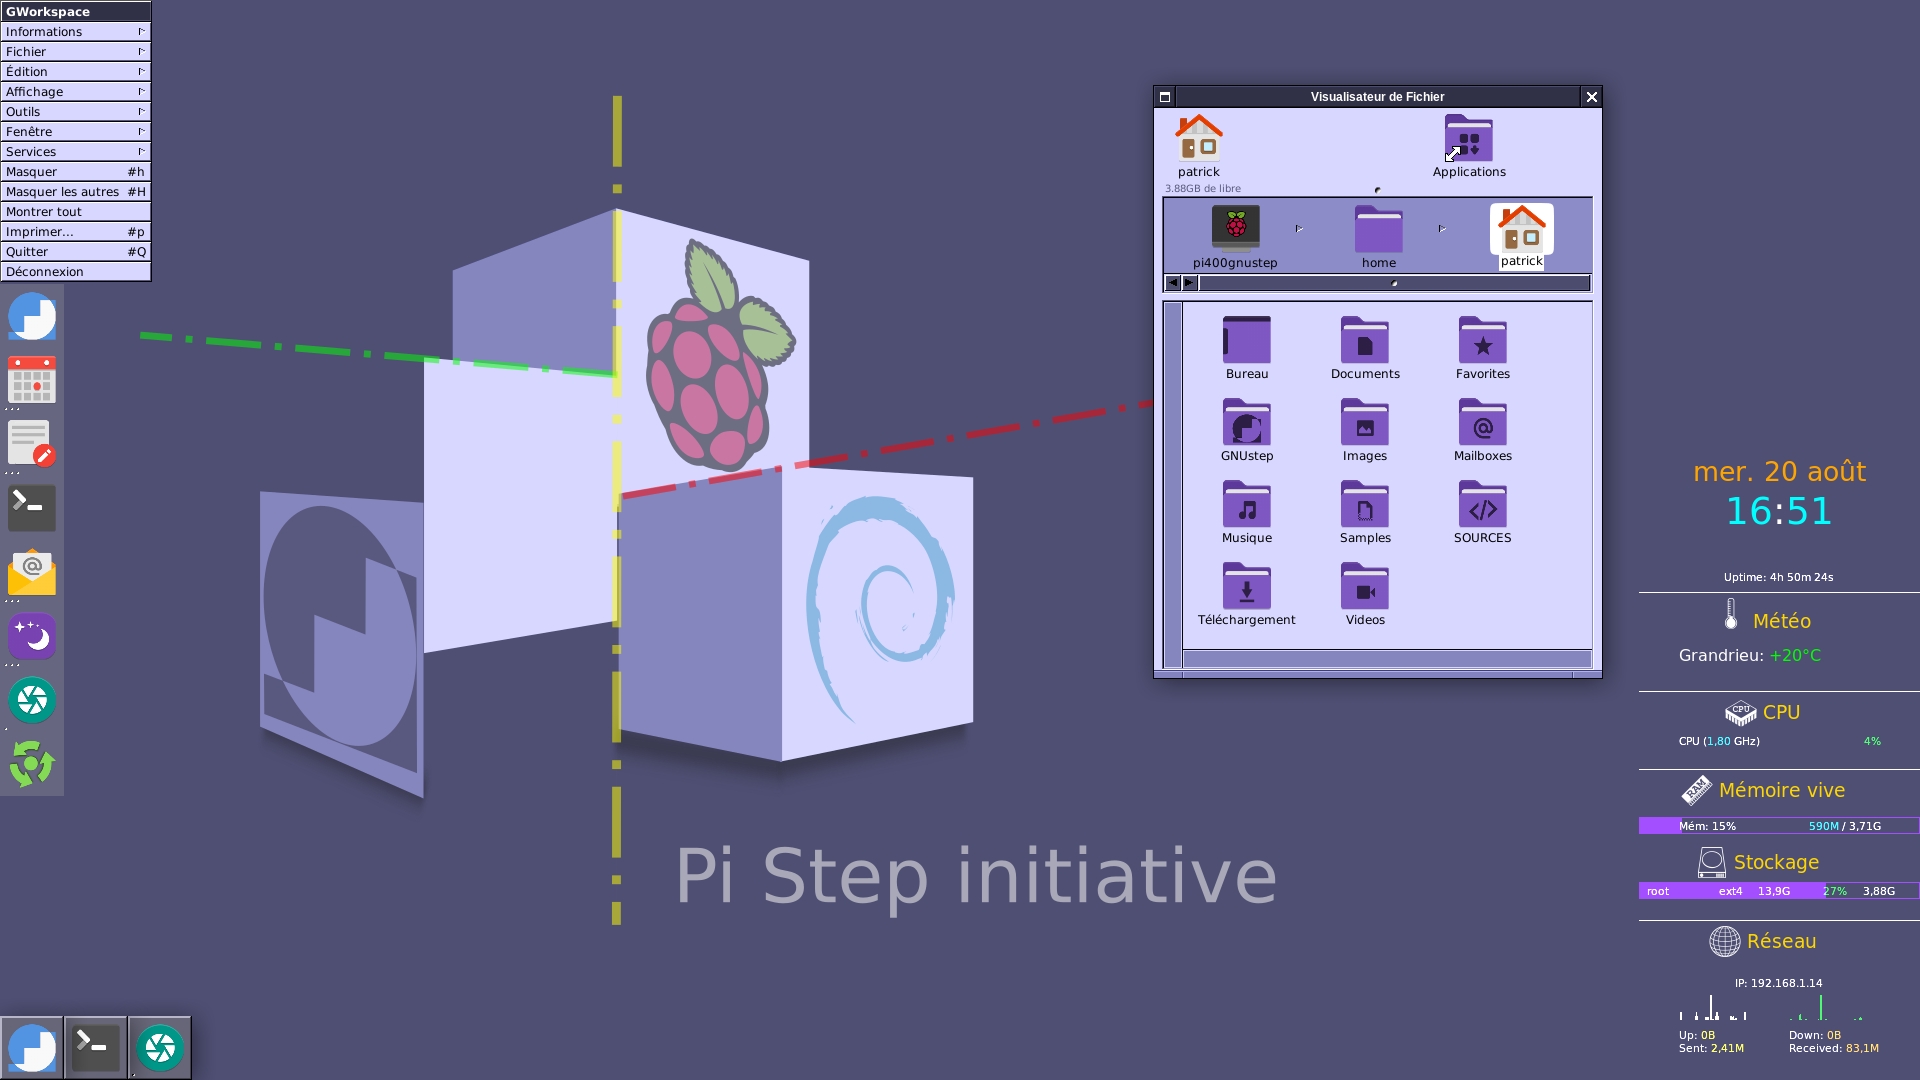 GWorkspace
Informations
Fichier
Édition
Affichage
Outils
Fenêtre
Services
Masquer #h
Masquer les autres #H
Montrer tout
Imprimer... #p
Quitter #Q
Déconnexion
Visualisateur de Fichier
patrick Applications
3.88GB de libre
pi400gnustep home patrick
Bureau Documents Favorites
GNUstep Images Mailboxes
Musique Samples SOURCES
Téléchargement Videos
Pi Step initiative
mer. 20 août
16:51
Uptime: 4h 50m 24s
Météo
Grandrieu: +20°C
CPU
CPU (1,80 GHz) 4%
RAM Mémoire vive
Mém: 15% 590M / 3,71G
Stockage
root ext4 13,9G 27% 3,88G
Réseau
IP: 192.168.1.14
Up: 0B Down: 0B
Sent: 2,41M Received: 83,1M